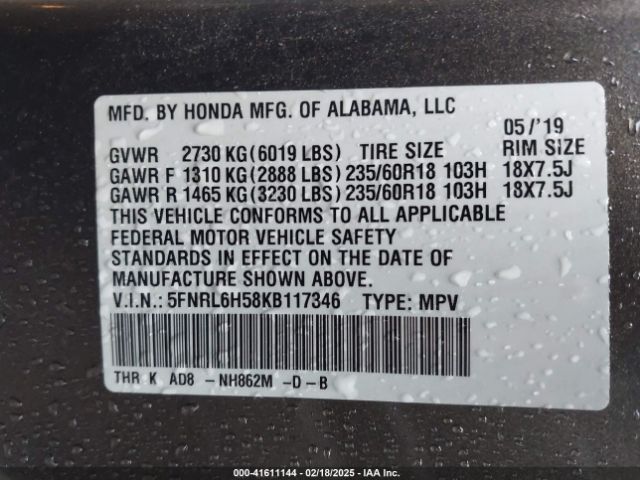 MFD. BY HONDA MFG. OF ALABAMA, LLC
05/'19
GVWR 2730 KG(6019 LBS) TIRE SIZE RIM SIZE
GAWR F 1310 KG(2888 LBS)235/60R18 103H 18X7.5J
GAWR R 1465 KG(3230 LBS)235/60R18 103H 18X7.5J
THIS VEHICLE CONFORMS TO ALL APPLICABLE
FEDERAL MOTOR VEHICLE SAFETY
STANDARDS IN EFFECT ON THE DATE OF
MANUFACTURE SHOWN ABOVE.
V.I.N.: 5FNRL6H58KB117346 TYPE: MPV
THR K AD8 -NH862M -D-B
000-41611144 — 02/18/2025 — IAA Inc.